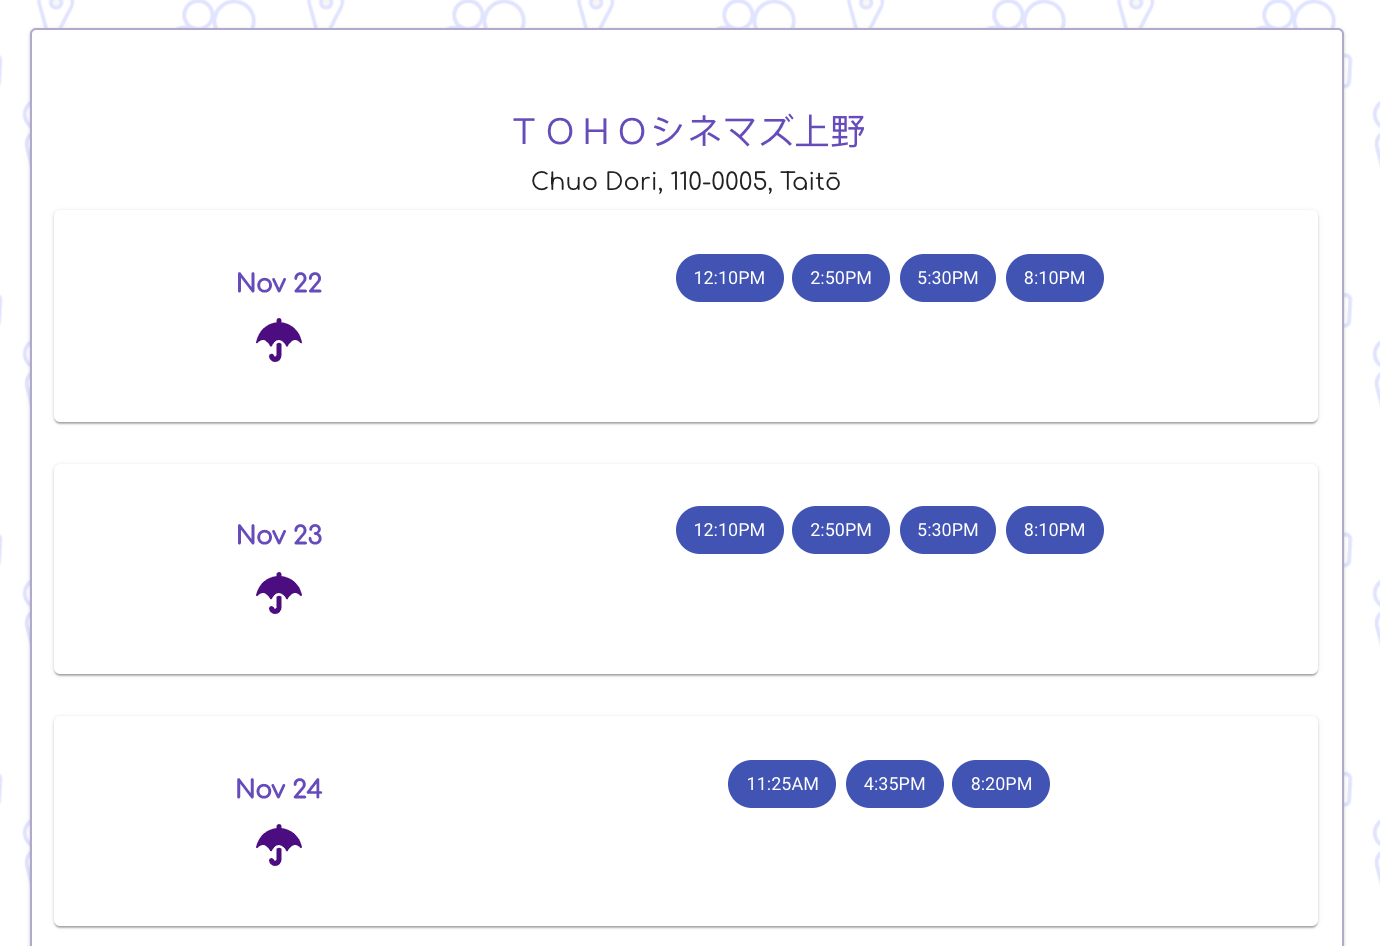 ＴＯＨＯシネマズ上野
Chuo Dori, 110-0005, Taitō
Nov 22
12:10PM 2:50PM 5:30PM 8:10PM
Nov 23
12:10PM 2:50PM 5:30PM 8:10PM
Nov 24
11:25AM 4:35PM 8:20PM